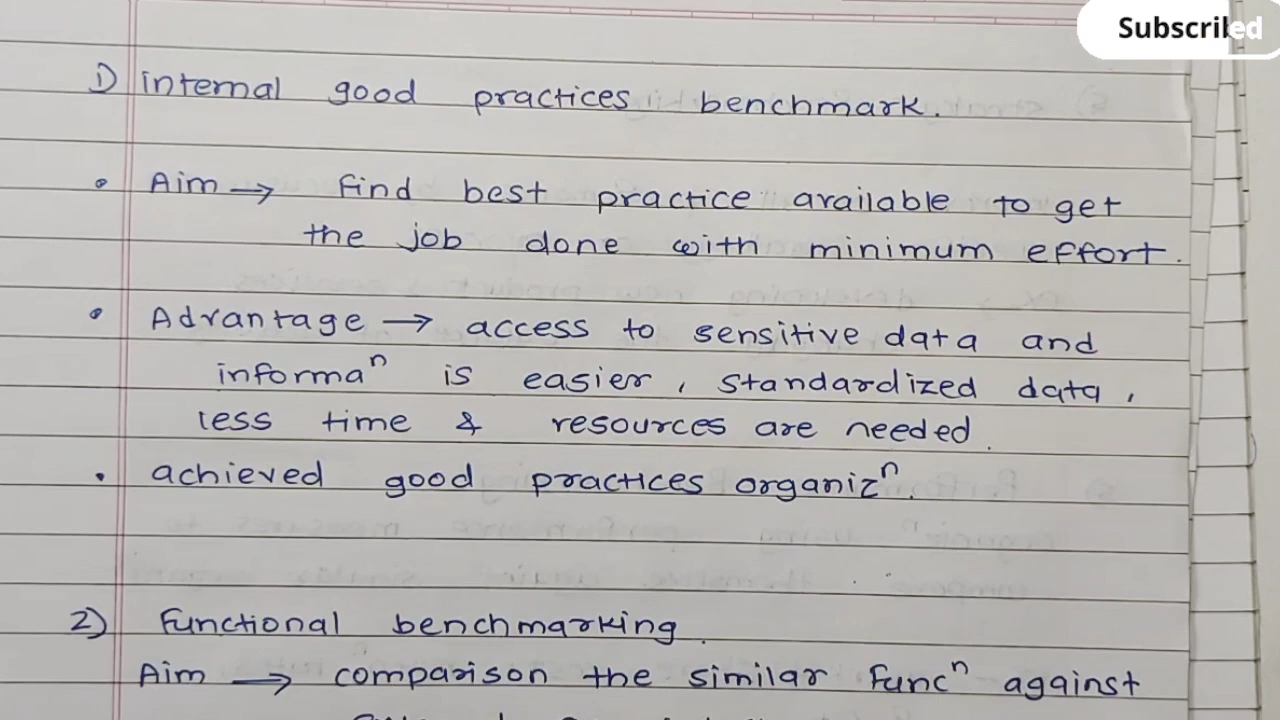 Subscribed
1) internal good practices benchmark.
• Aim → find best practice available to get
the job done with minimum effort.
• Advantage → access to sensitive data and
informaⁿ is easier, standardized data,
less time & resources are needed.
• achieved good practices organizⁿ.
2) Functional benchmarking.
Aim → comparison the similar funcⁿ against